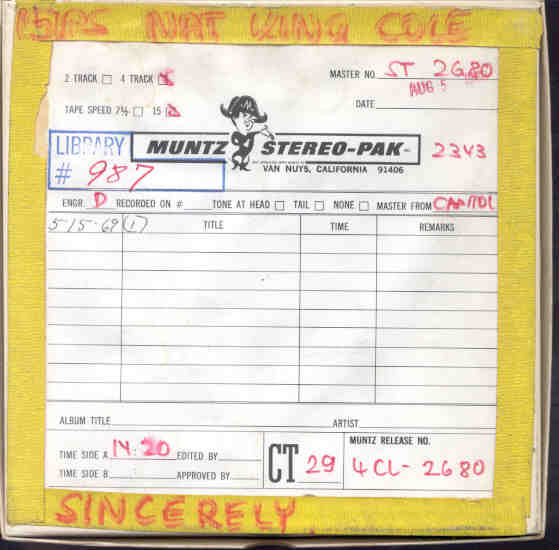 15IPS NAT KING COLE
2 TRACK 4 TRACK
MASTER NO. ST 2680
AUG 5
TAPE SPEED 7½ 15
DATE
LIBRARY
# 987
MUNTZ STEREO-PAK INC.
VAN NUYS, CALIFORNIA 91406
2343
ENGR. D RECORDED ON # TONE AT HEAD TAIL NONE MASTER FROM CAPITOL
5-15-69 (1) TITLE TIME REMARKS
ALBUM TITLE ARTIST
TIME SIDE A 14:20 EDITED BY
TIME SIDE B APPROVED BY
CT 29
MUNTZ RELEASE NO.
4CL-2680
SINCERELY